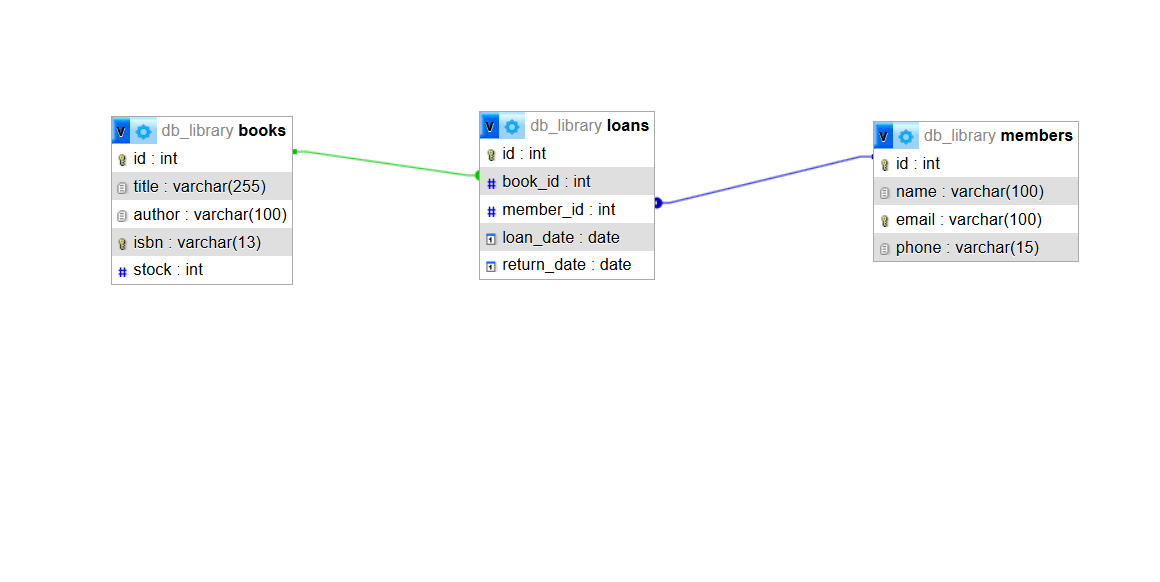 v db_library books
id : int
title : varchar(255)
author : varchar(100)
isbn : varchar(13)
# stock : int
v db_library loans
id : int
# book_id : int
# member_id : int
loan_date : date
return_date : date
v db_library members
id : int
name : varchar(100)
email : varchar(100)
phone : varchar(15)